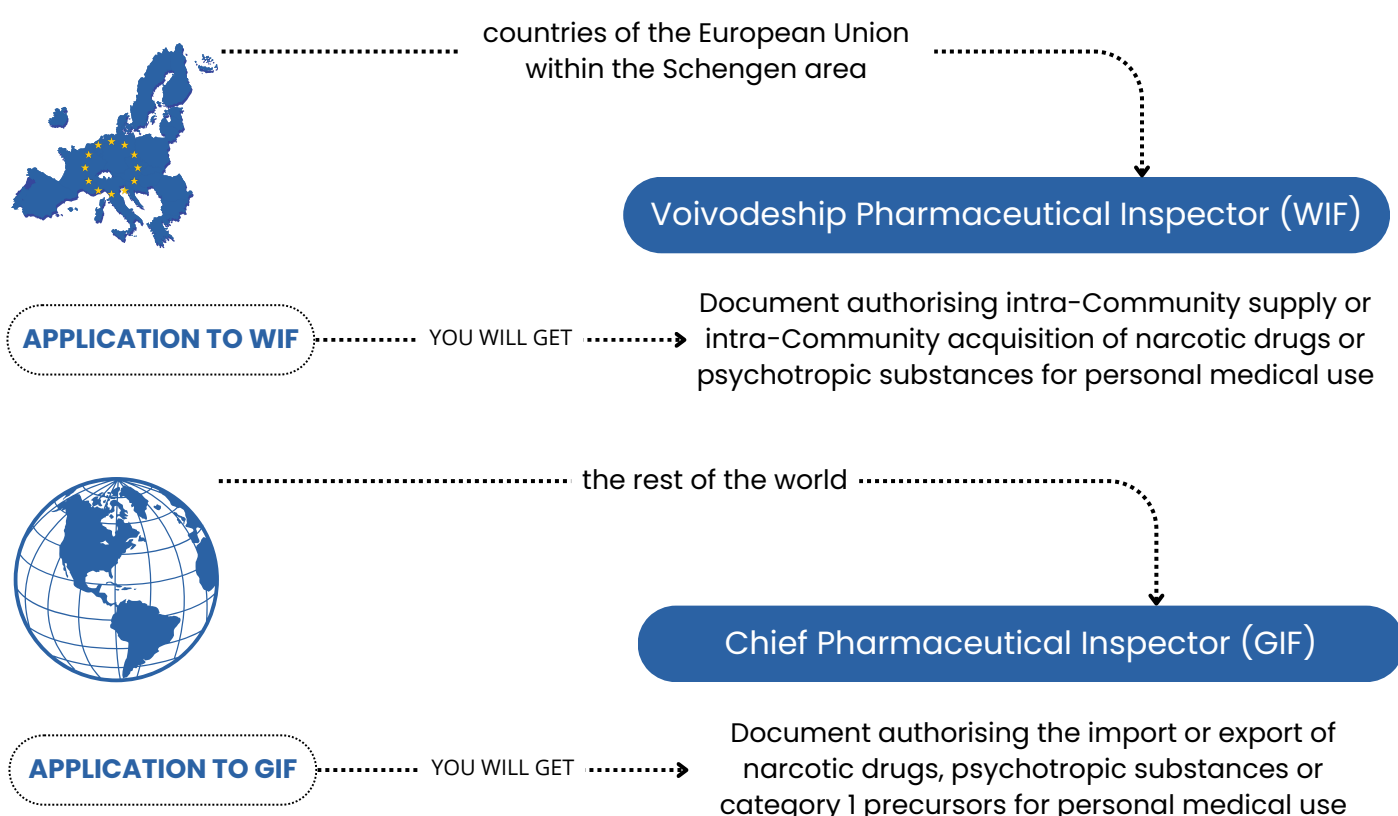 countries of the European Union
within the Schengen area
Voivodeship Pharmaceutical Inspector (WIF)
APPLICATION TO WIF
YOU WILL GET
Document authorising intra-Community supply or
intra-Community acquisition of narcotic drugs or
psychotropic substances for personal medical use
the rest of the world
Chief Pharmaceutical Inspector (GIF)
APPLICATION TO GIF
YOU WILL GET
Document authorising the import or export of
narcotic drugs, psychotropic substances or
category 1 precursors for personal medical use